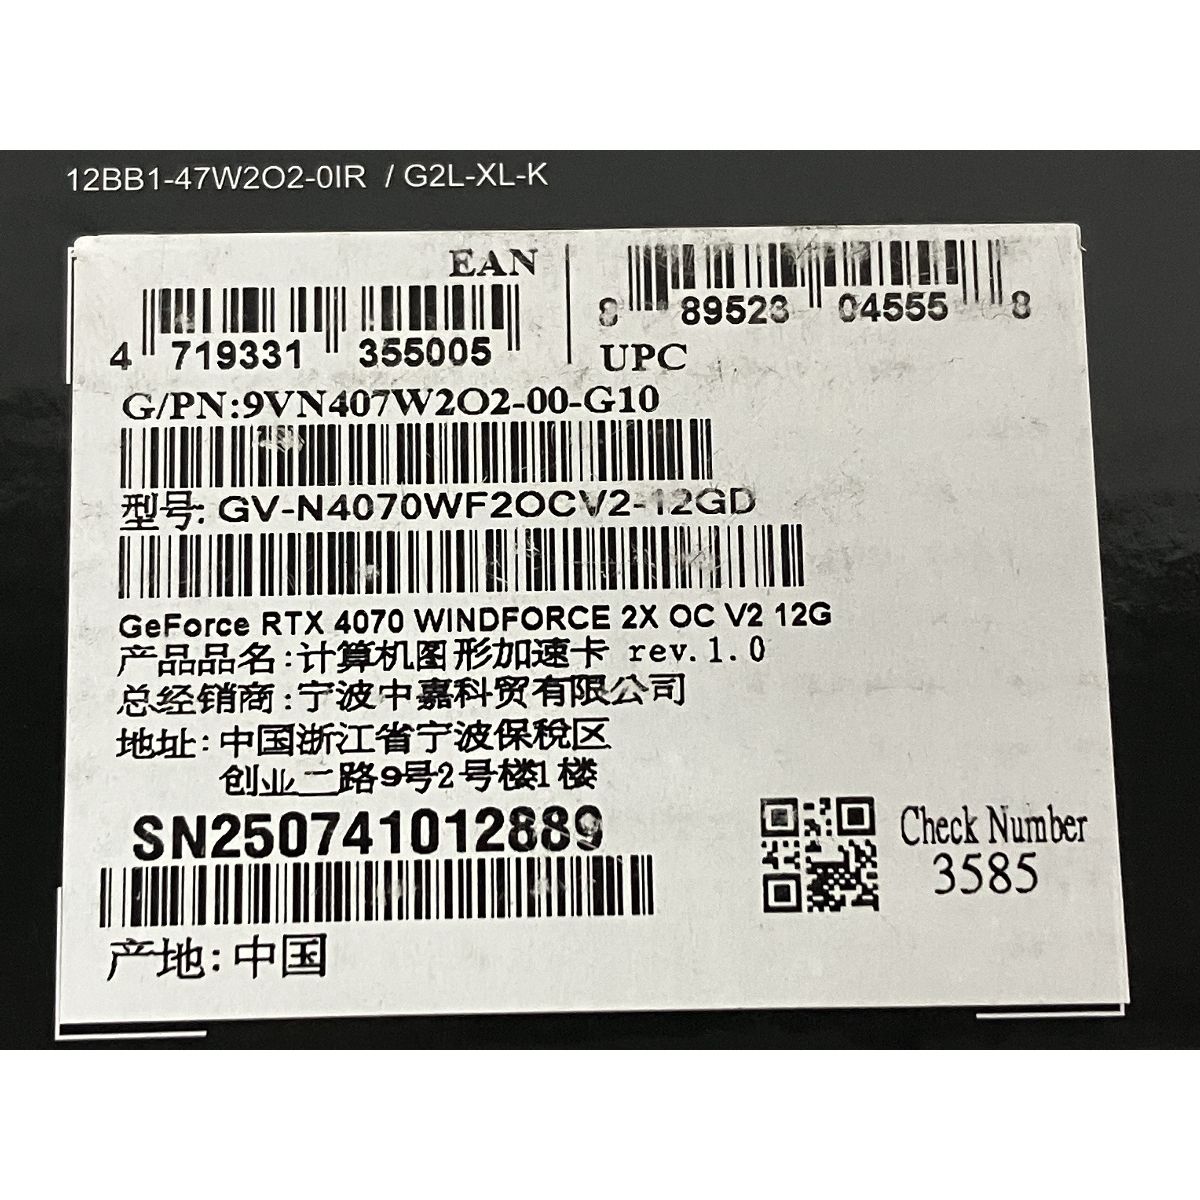 12BB1-47W2O2-0IR / G2L-XL-K
EAN
4 719331 355005
8 89523 04555 8
UPC
G/PN:9VN407W2O2-00-G10
型号: GV-N4070WF2OCV2-12GD
GeForce RTX 4070 WINDFORCE 2X OC V2 12G
产品品名:计算机图形加速卡 rev.1.0
总经销商:宁波中嘉科贸有限公司
地址:中国浙江省宁波保税区
创业二路9号2号楼1楼
SN250741012889
Check Number
3585
产地:中国